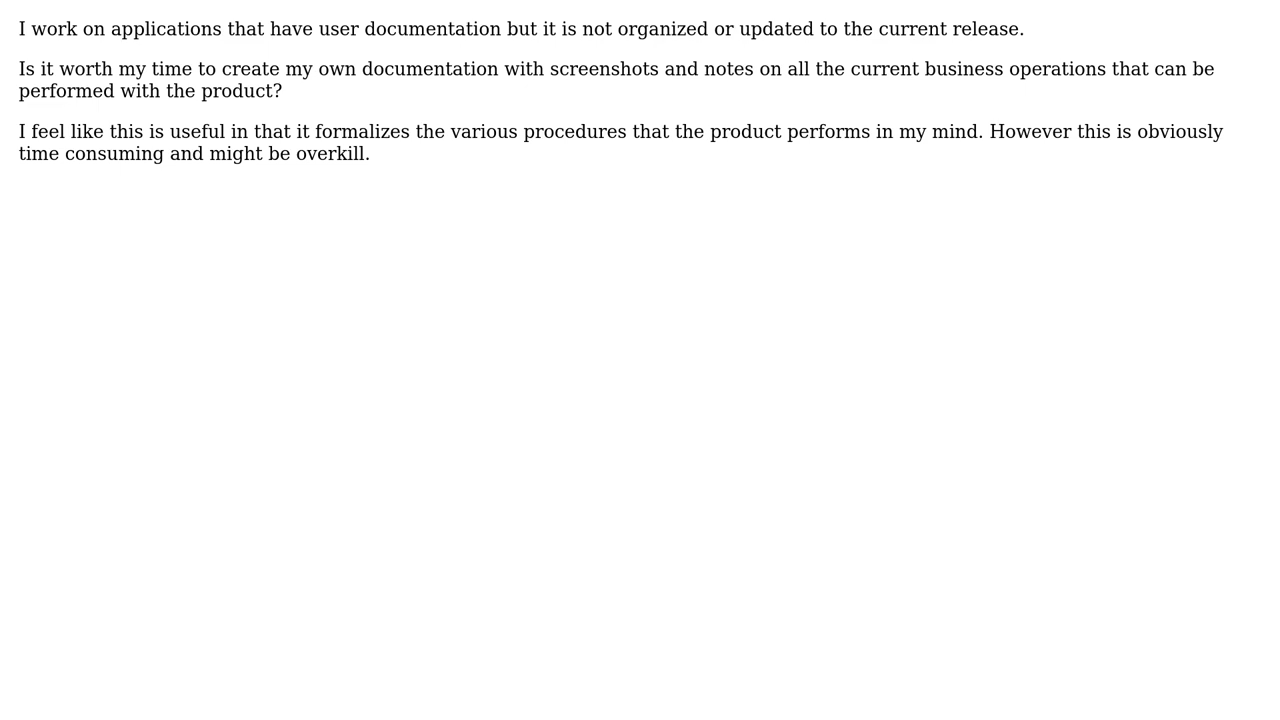 I work on applications that have user documentation but it is not organized or updated to the current release.
Is it worth my time to create my own documentation with screenshots and notes on all the current business operations that can be
performed with the product?
I feel like this is useful in that it formalizes the various procedures that the product performs in my mind. However this is obviously
time consuming and might be overkill.